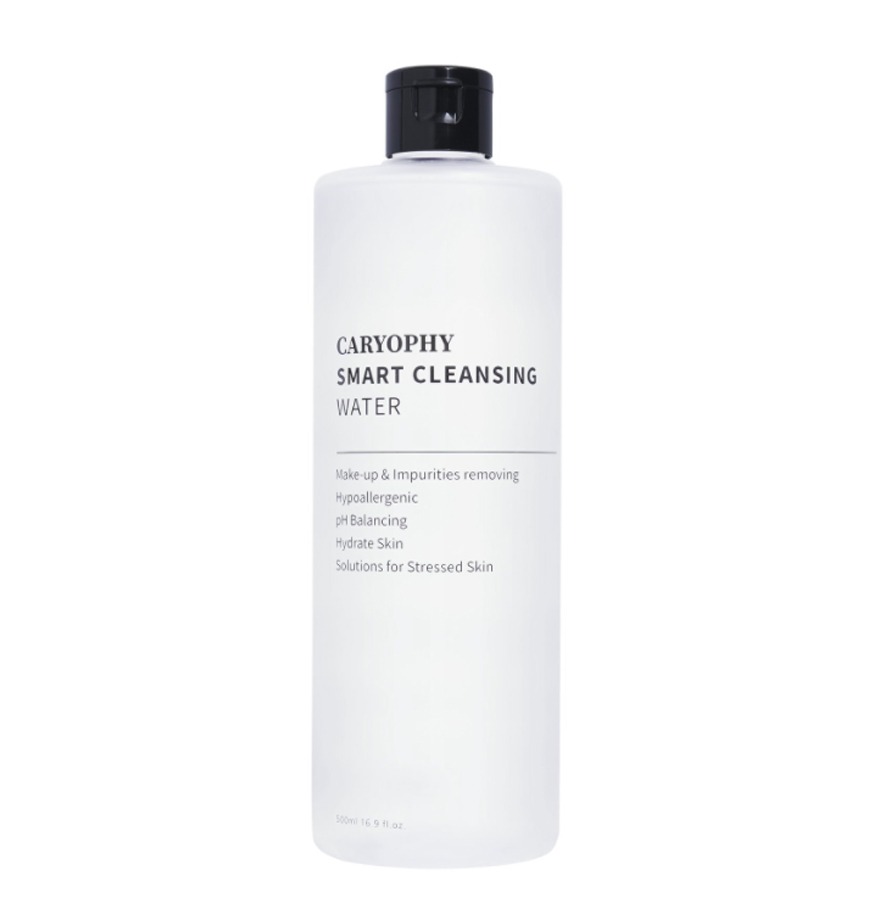 CARYOPHY
SMART CLEANSING
WATER
Make-up & Impurities removing
Hypoallergenic
pH Balancing
Hydrate Skin
Solutions for Stressed Skin
500ml 16.9 fl.oz